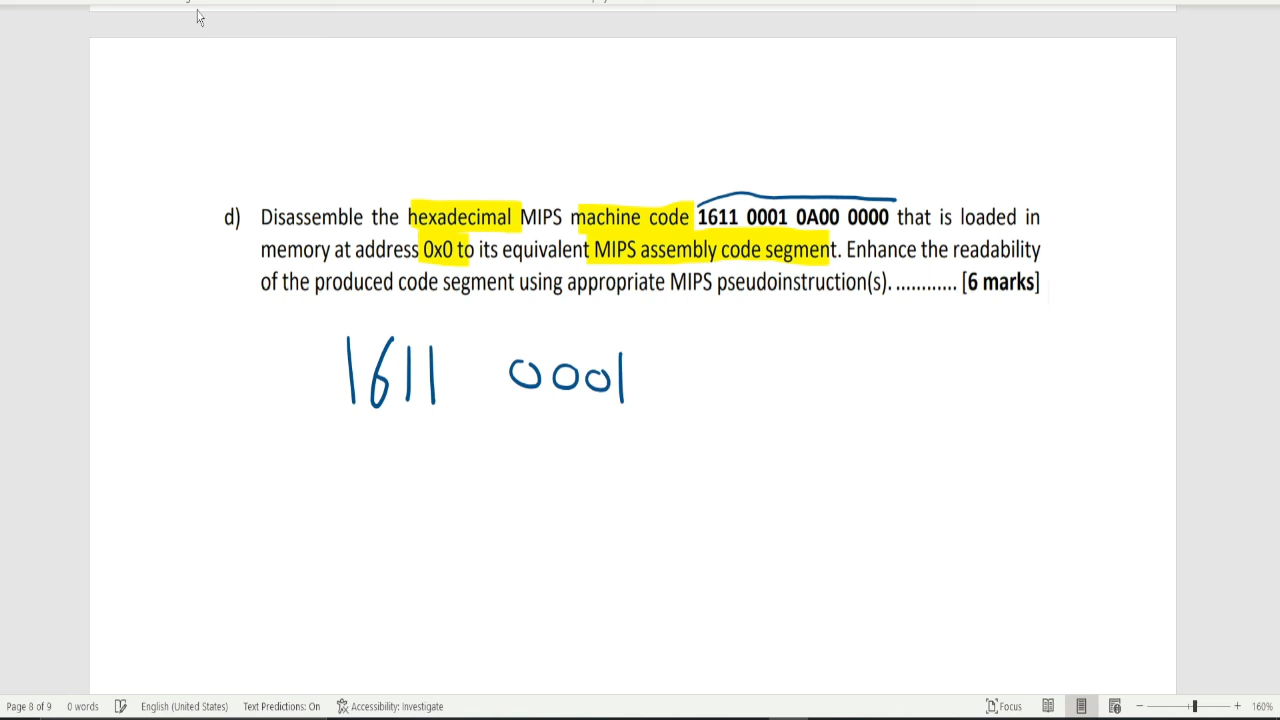 d) Disassemble the hexadecimal MIPS machine code 1611 0001 0A00 0000 that is loaded in
memory at address 0x0 to its equivalent MIPS assembly code segment. Enhance the readability
of the produced code segment using appropriate MIPS pseudoinstruction(s). ............ [6 marks]
1611 0001
Page 8 of 9 0 words English (United States) Text Predictions: On Accessibility: Investigate Focus 160%